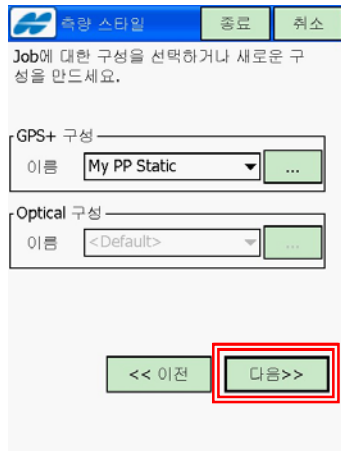 측량 스타일
종료
취소
Job에 대한 구성을 선택하거나 새로운 구
성을 만드세요.
GPS+ 구성
이름
My PP Static
...
Optical 구성
이름
<Default>
...
<< 이전
다음>>